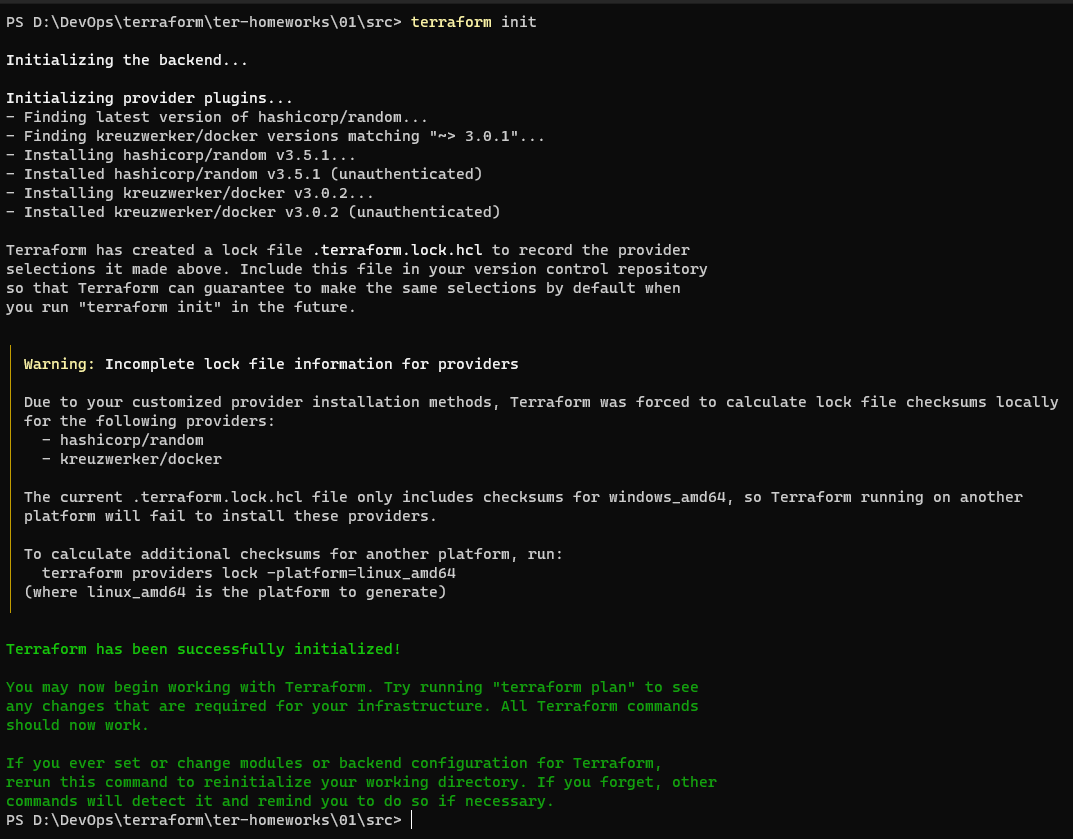 PS D:\DevOps\terraform\ter-homeworks\01\src> terraform init
Initializing the backend...
Initializing provider plugins...
- Finding latest version of hashicorp/random...
- Finding kreuzwerker/docker versions matching "~> 3.0.1"...
- Installing hashicorp/random v3.5.1...
- Installed hashicorp/random v3.5.1 (unauthenticated)
- Installing kreuzwerker/docker v3.0.2...
- Installed kreuzwerker/docker v3.0.2 (unauthenticated)
Terraform has created a lock file .terraform.lock.hcl to record the provider
selections it made above. Include this file in your version control repository
so that Terraform can guarantee to make the same selections by default when
you run "terraform init" in the future.
Warning: Incomplete lock file information for providers
Due to your customized provider installation methods, Terraform was forced to calculate lock file checksums locally
for the following providers:
- hashicorp/random
- kreuzwerker/docker
The current .terraform.lock.hcl file only includes checksums for windows_amd64, so Terraform running on another
platform will fail to install these providers.
To calculate additional checksums for another platform, run:
terraform providers lock -platform=linux_amd64
(where linux_amd64 is the platform to generate)
Terraform has been successfully initialized!
You may now begin working with Terraform. Try running "terraform plan" to see
any changes that are required for your infrastructure. All Terraform commands
should now work.
If you ever set or change modules or backend configuration for Terraform,
rerun this command to reinitialize your working directory. If you forget, other
commands will detect it and remind you to do so if necessary.
PS D:\DevOps\terraform\ter-homeworks\01\src>